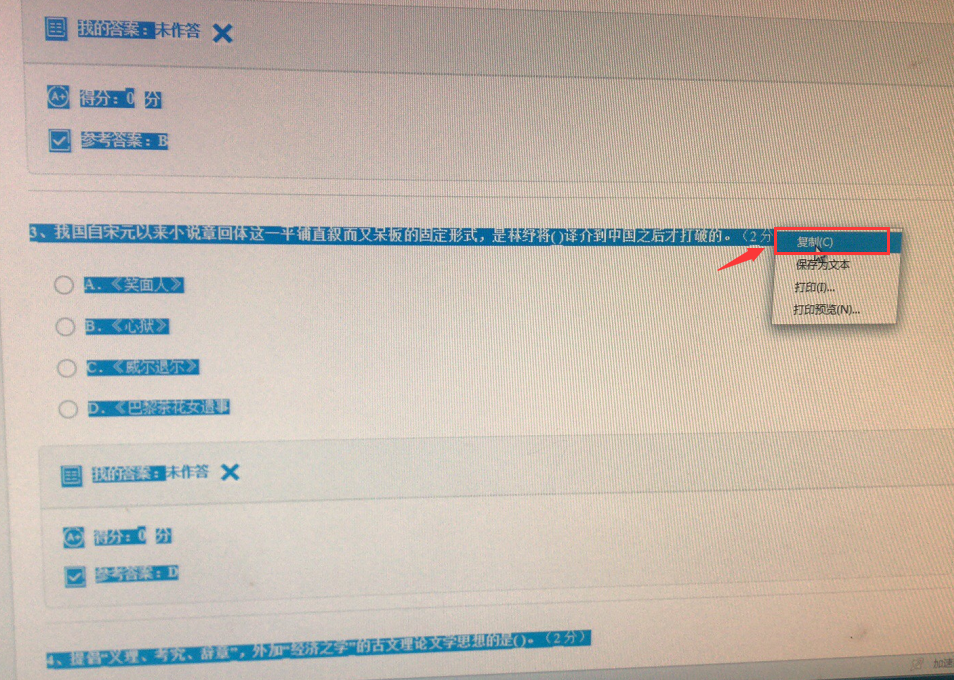 我的答案：未作答
得分：0 分
参考答案：B
3、我国自宋元以来小说章回体这一平铺直叙而又呆板的固定形式，是林纾将()译介到中国之后才打破的。（2分
复制(C)
保存为文本
打印(I)...
打印预览(N)...
A．《笑面人》
B．《心狱》
C．《威尔逊尔》
D．《巴黎茶花女遗事
我的答案：未作答
得分：0 分
参考答案：D
4、提倡“义理、考究、辞章”，外加“经济之学”的古文理论文学思想的是()。（2分）
加速